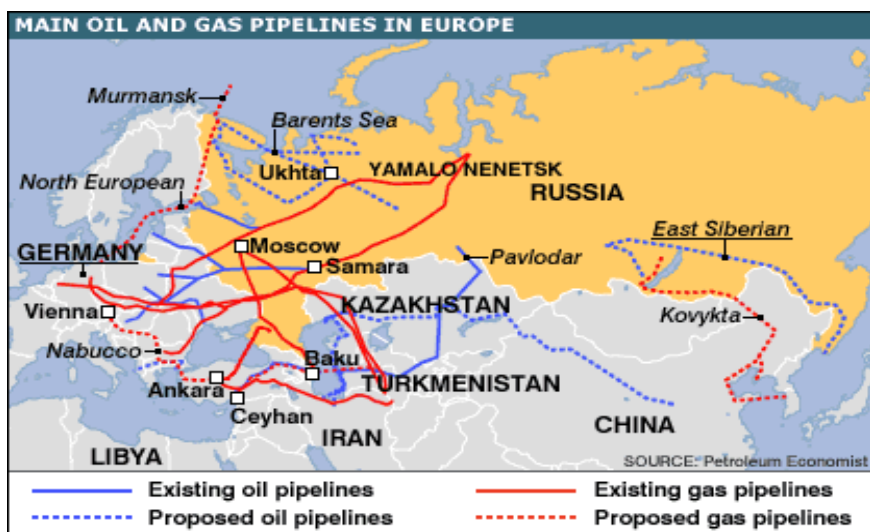 MAIN OIL AND GAS PIPELINES IN EUROPE
Murmansk
Barents Sea
Ukhta
YAMALO NENETSK
North European
RUSSIA
East Siberian
GERMANY
Moscow
Pavlodar
Samara
Vienna
KAZAKHSTAN
Kovykta
Nabucco
Baku
Ankara
TURKMENISTAN
Ceyhan
CHINA
IRAN
LIBYA
SOURCE: Petroleum Economist
Existing oil pipelines
Existing gas pipelines
Proposed oil pipelines
Proposed gas pipelines